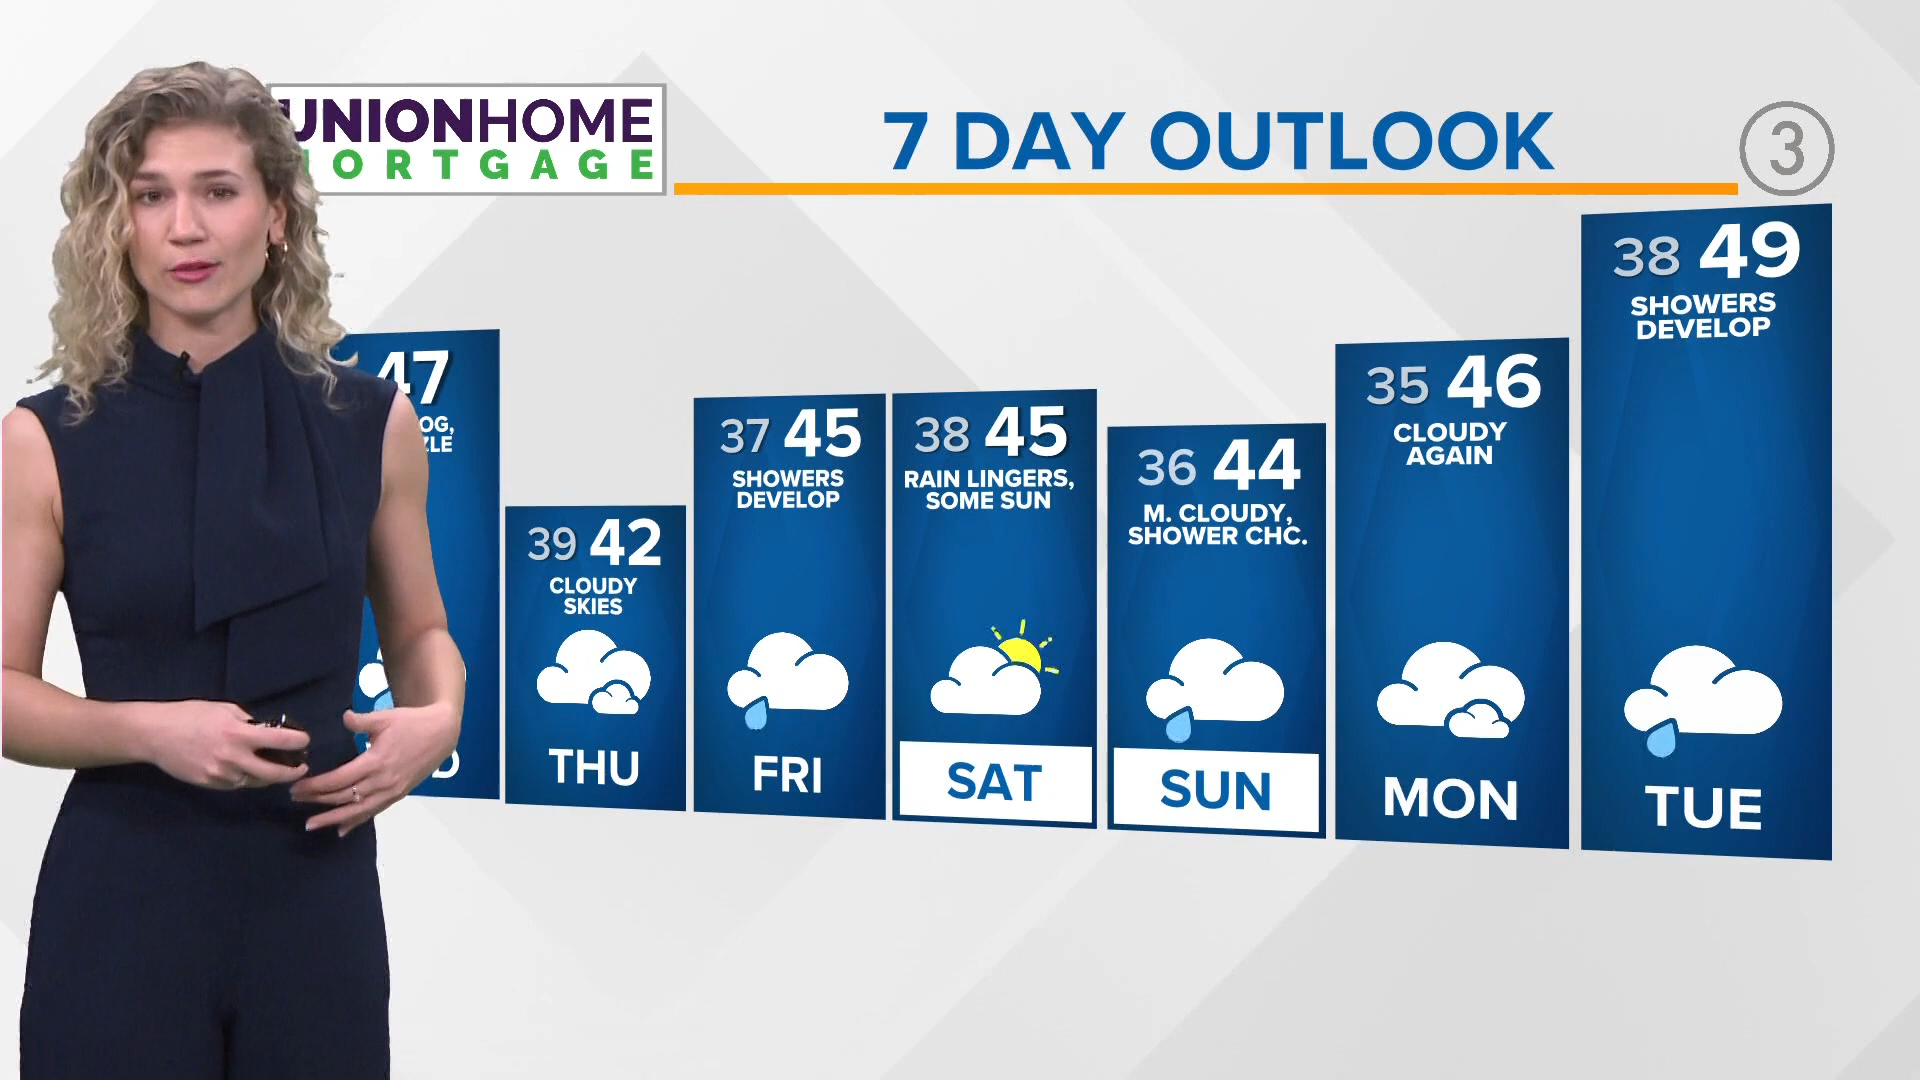 UNIONHOME
MORTGAGE
7 DAY OUTLOOK
3
47
39 42
CLOUDY
SKIES
THU
37 45
SHOWERS
DEVELOP
FRI
38 45
RAIN LINGERS,
SOME SUN
SAT
36 44
M. CLOUDY,
SHOWER CHC.
SUN
35 46
CLOUDY
AGAIN
MON
38 49
SHOWERS
DEVELOP
TUE